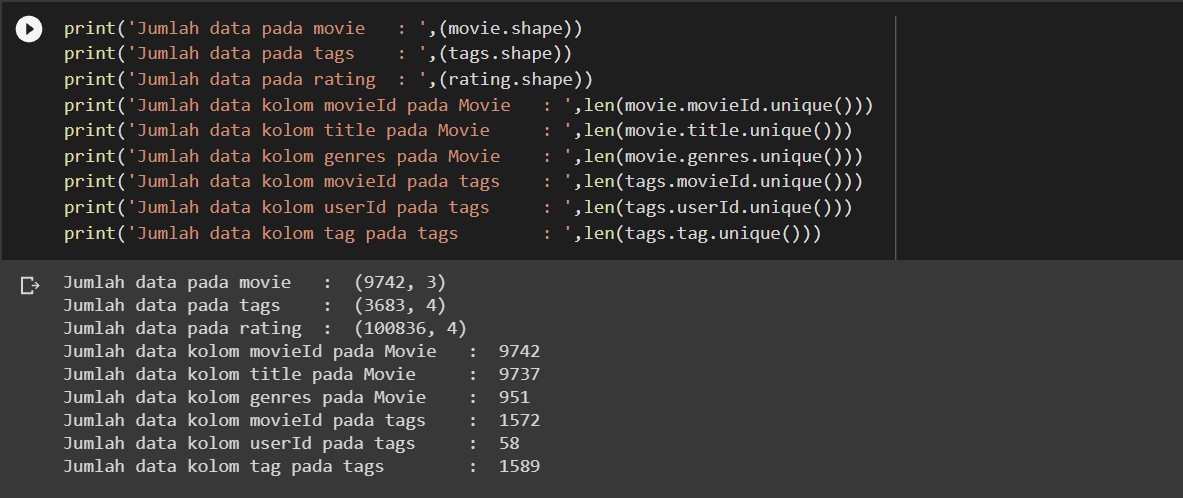 print('Jumlah data pada movie   : ',(movie.shape))
print('Jumlah data pada tags    : ',(tags.shape))
print('Jumlah data pada rating  : ',(rating.shape))
print('Jumlah data kolom movieId pada Movie   : ',len(movie.movieId.unique()))
print('Jumlah data kolom title pada Movie     : ',len(movie.title.unique()))
print('Jumlah data kolom genres pada Movie    : ',len(movie.genres.unique()))
print('Jumlah data kolom movieId pada tags    : ',len(tags.movieId.unique()))
print('Jumlah data kolom userId pada tags     : ',len(tags.userId.unique()))
print('Jumlah data kolom tag pada tags        : ',len(tags.tag.unique()))
Jumlah data pada movie   :  (9742, 3)
Jumlah data pada tags    :  (3683, 4)
Jumlah data pada rating  :  (100836, 4)
Jumlah data kolom movieId pada Movie   :  9742
Jumlah data kolom title pada Movie     :  9737
Jumlah data kolom genres pada Movie    :  951
Jumlah data kolom movieId pada tags    :  1572
Jumlah data kolom userId pada tags     :  58
Jumlah data kolom tag pada tags        :  1589